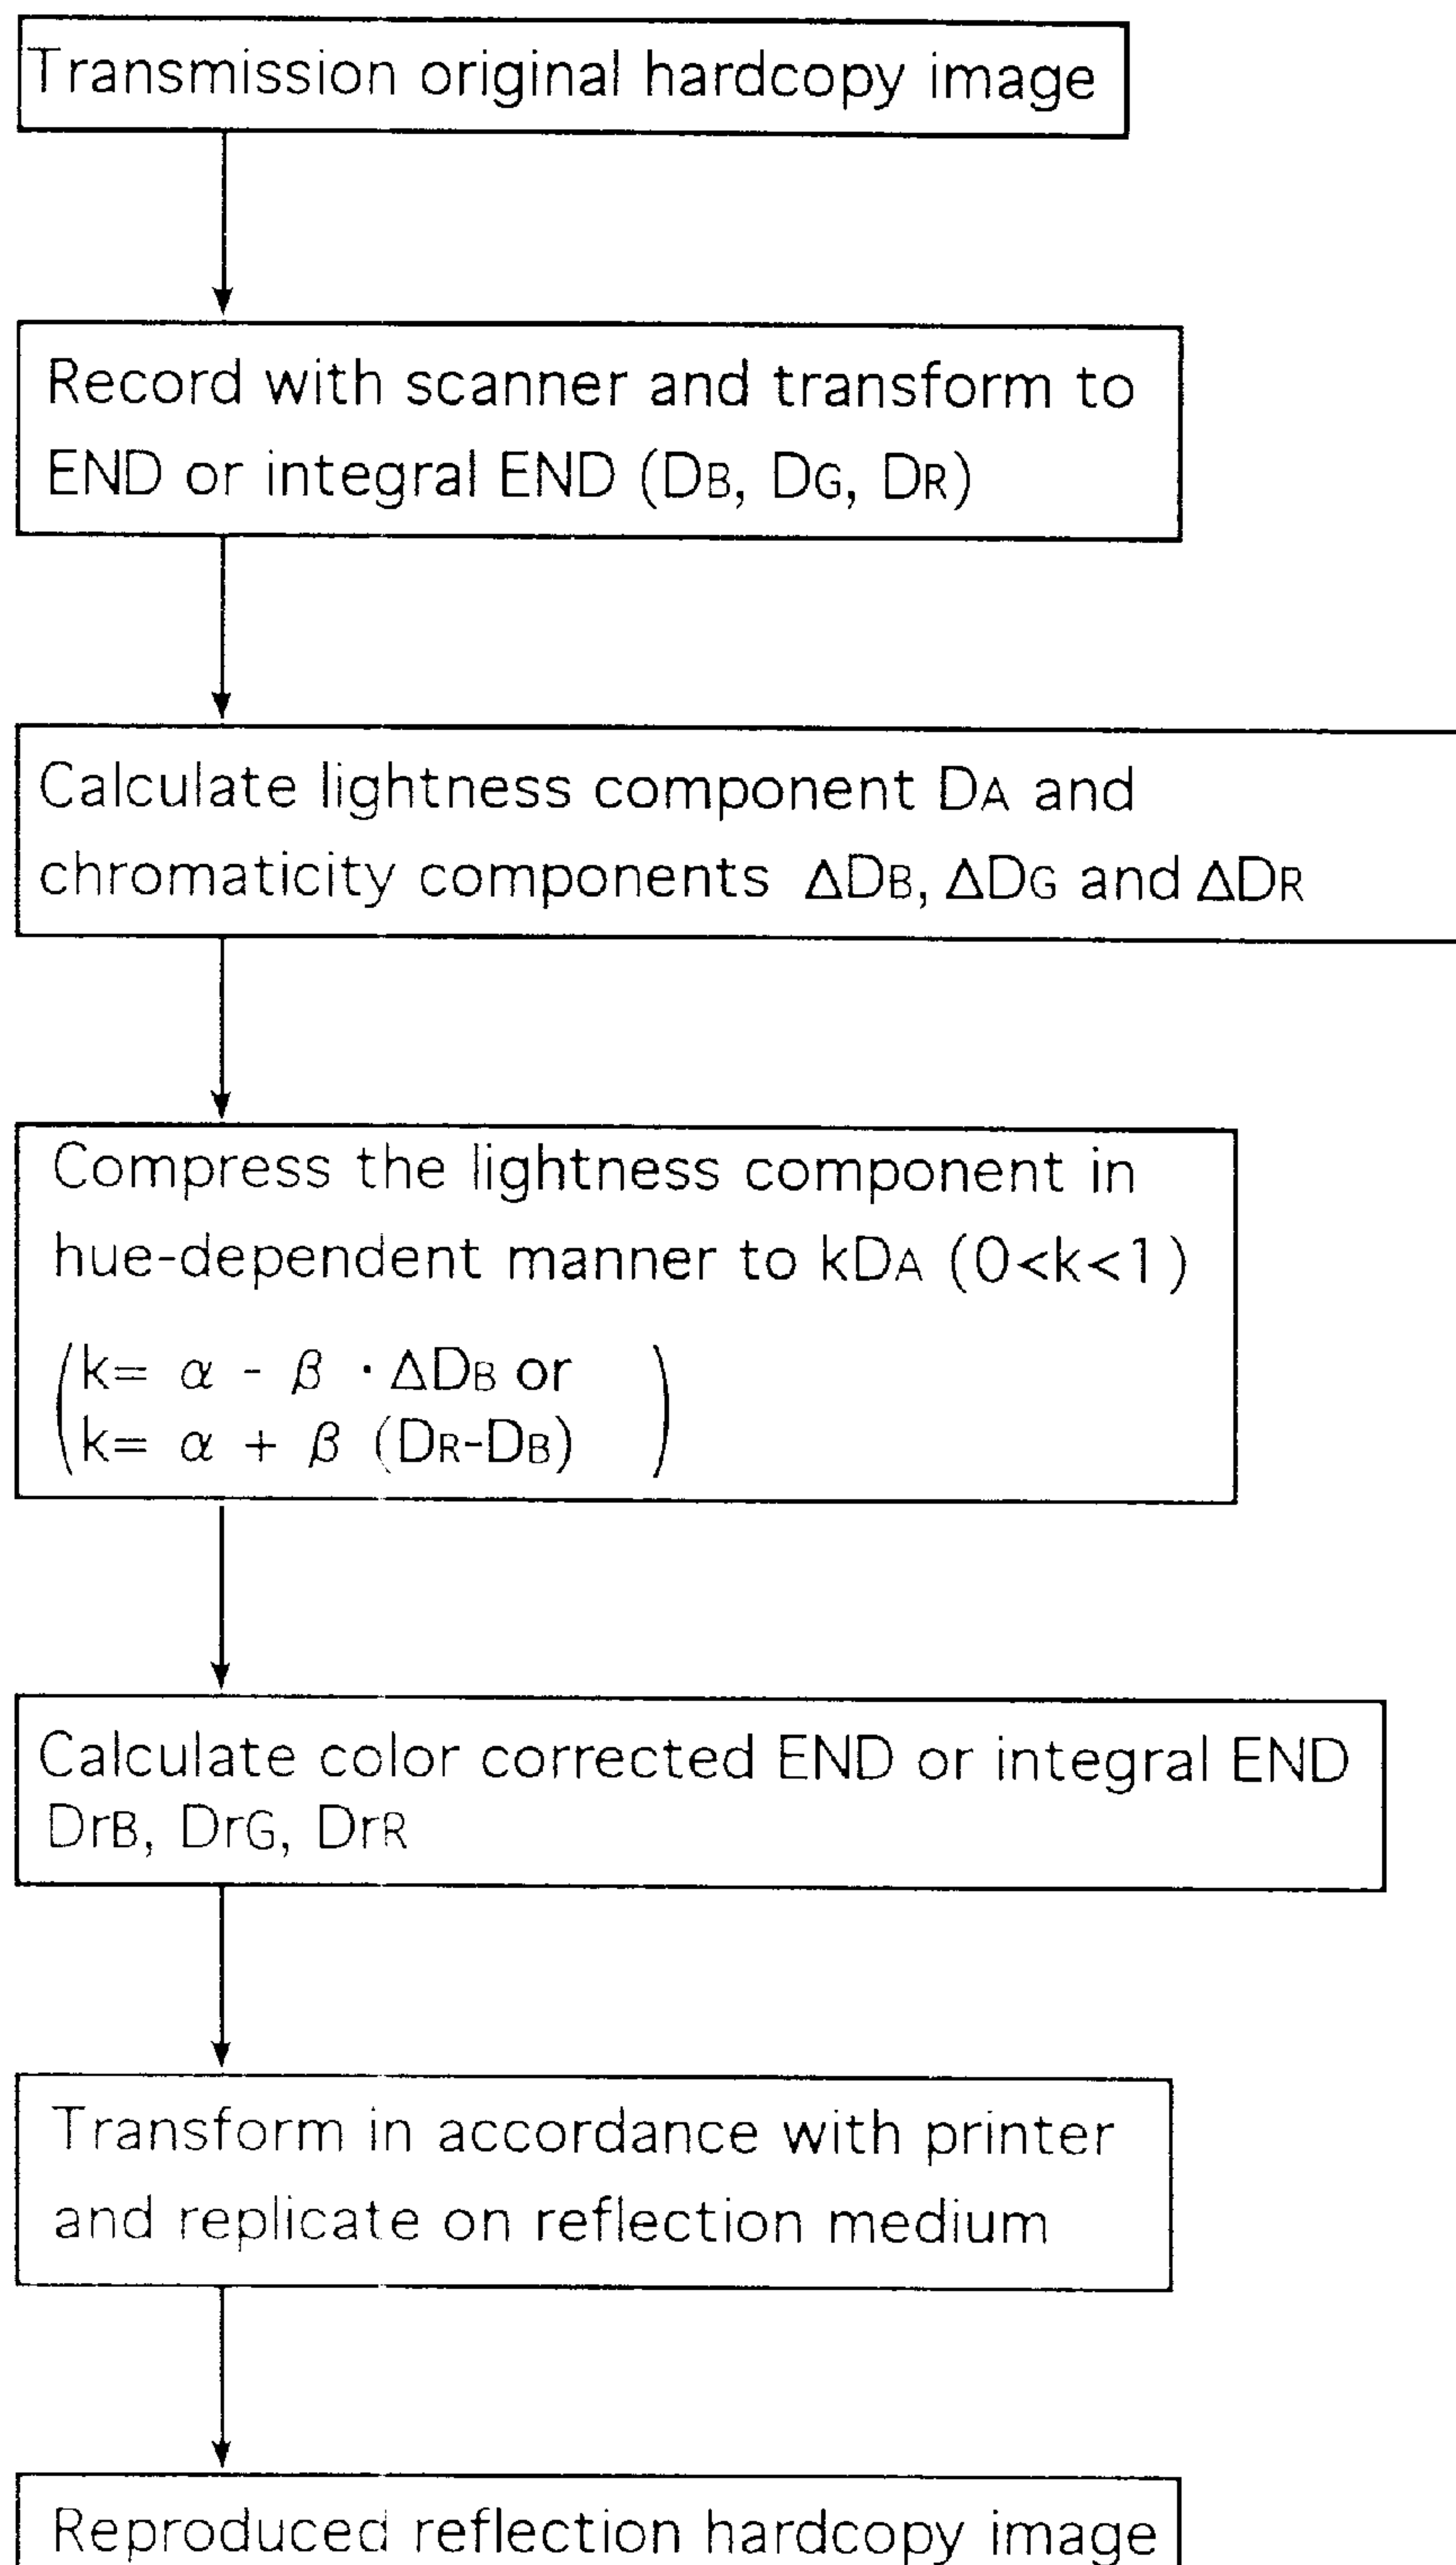 Transmission original hardcopy image
Record with scanner and transform to
END or integral END (DB, DG, DR)
Calculate lightness component DA and
chromaticity components ΔDB, ΔDG and ΔDR
Compress the lightness component in
hue-dependent manner to kDA (0<k<1)
(k= α - β · ΔDB or
k= α + β (DR-DB))
Calculate color corrected END or integral END
DrB, DrG, DrR
Transform in accordance with printer
and replicate on reflection medium
Reproduced reflection hardcopy image